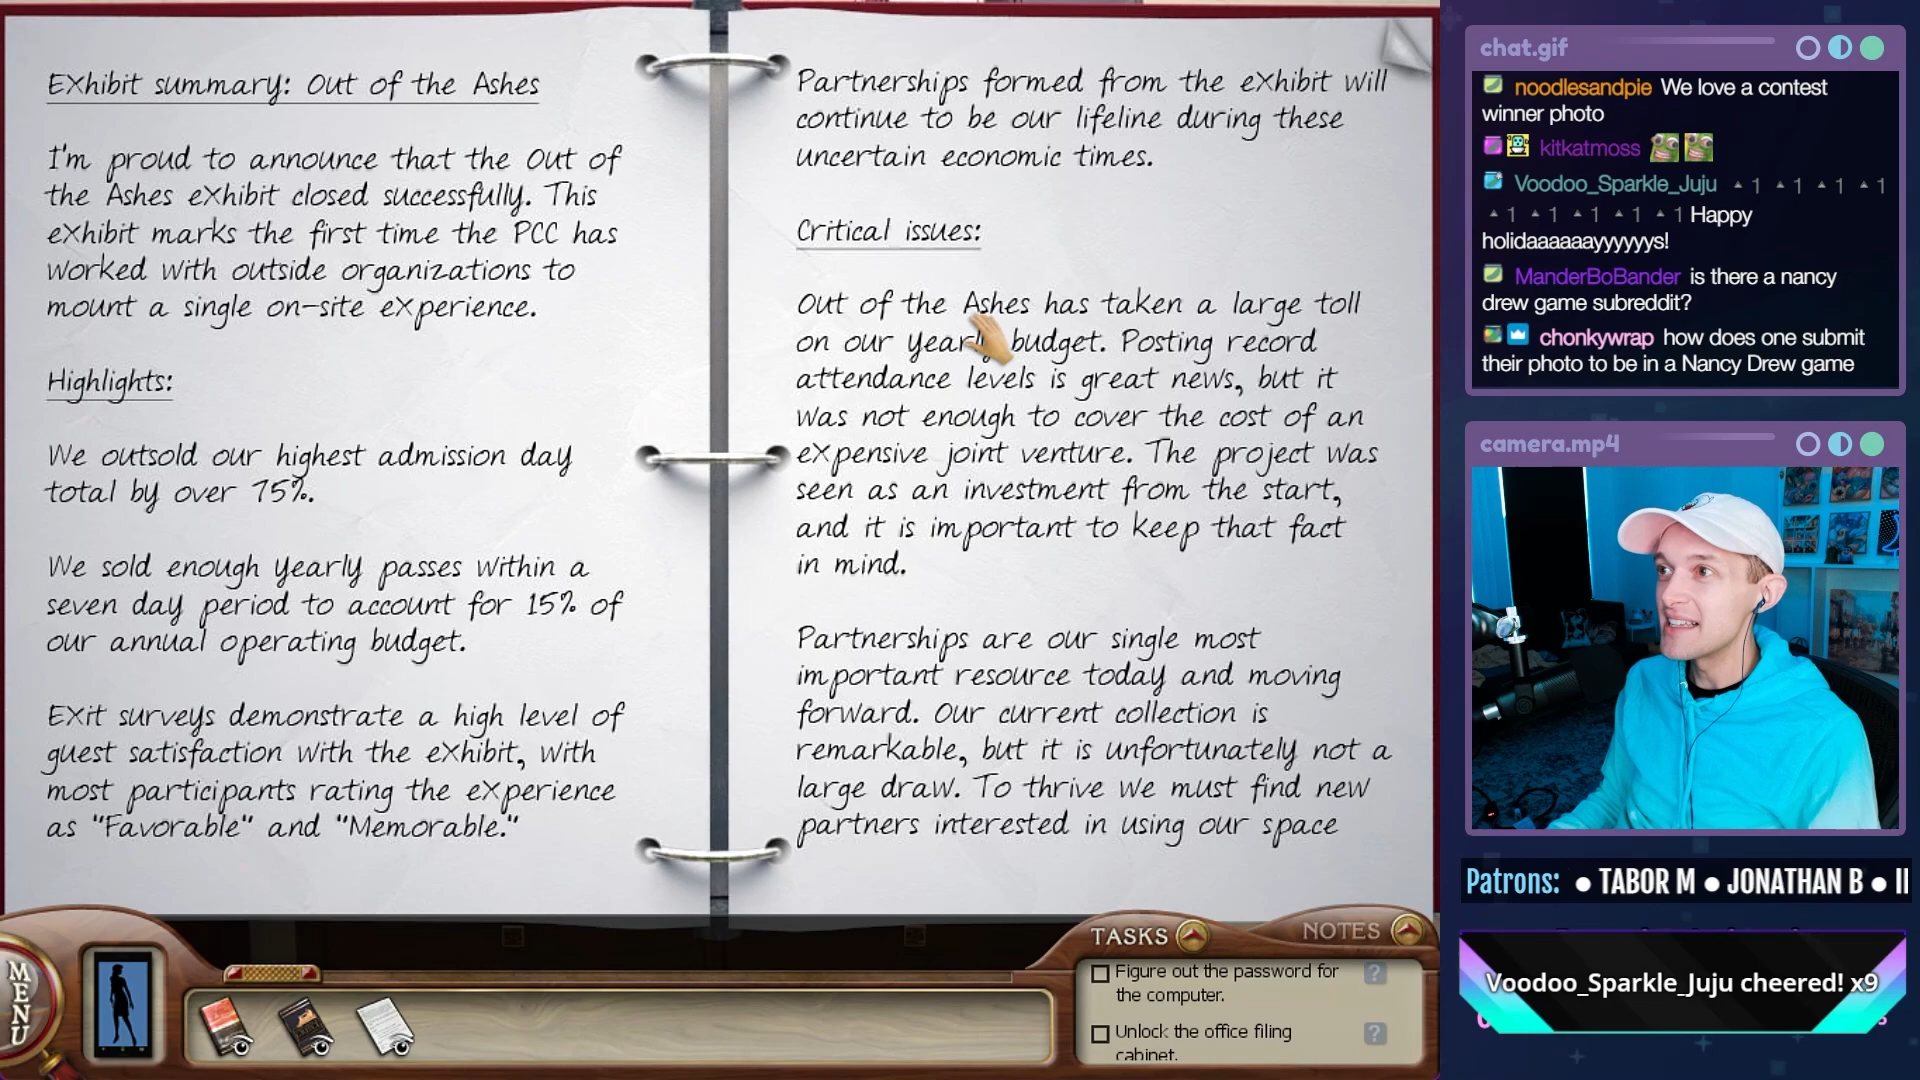 Exhibit summary: Out of the Ashes
I'm proud to announce that the Out of
the Ashes exhibit closed successfully. This
exhibit marks the first time the PCC has
worked with outside organizations to
mount a single on-site experience.
Highlights:
We outsold our highest admission day
total by over 75%.
We sold enough yearly passes within a
seven day period to account for 15% of
our annual operating budget.
Exit surveys demonstrate a high level of
guest satisfaction with the exhibit, with
most participants rating the experience
as "Favorable" and "Memorable."
Partnerships formed from the exhibit will
continue to be our lifeline during these
uncertain economic times.
Critical issues:
Out of the Ashes has taken a large toll
on our yearly budget. Posting record
attendance levels is great news, but it
was not enough to cover the cost of an
expensive joint venture. The project was
seen as an investment from the start,
and it is important to keep that fact
in mind.
Partnerships are our single most
important resource today and moving
forward. Our current collection is
remarkable, but it is unfortunately not a
large draw. To thrive we must find new
partners interested in using our space
MENU
TASKS
NOTES
Figure out the password for
the computer.
?
Unlock the office filing
cabinet.
?
chat.gif
noodlesandpie We love a contest
winner photo
kitkatmoss
Voodoo_Sparkle_Juju 1 1 1 1
1 1 1 1 1 Happy
holidaaaaaayyyyyys!
ManderBoBander is there a nancy
drew game subreddit?
chonkywrap how does one submit
their photo to be in a Nancy Drew game
camera.mp4
Patrons: ● TABOR M ● JONATHAN B ●
Voodoo_Sparkle_Juju cheered! x9